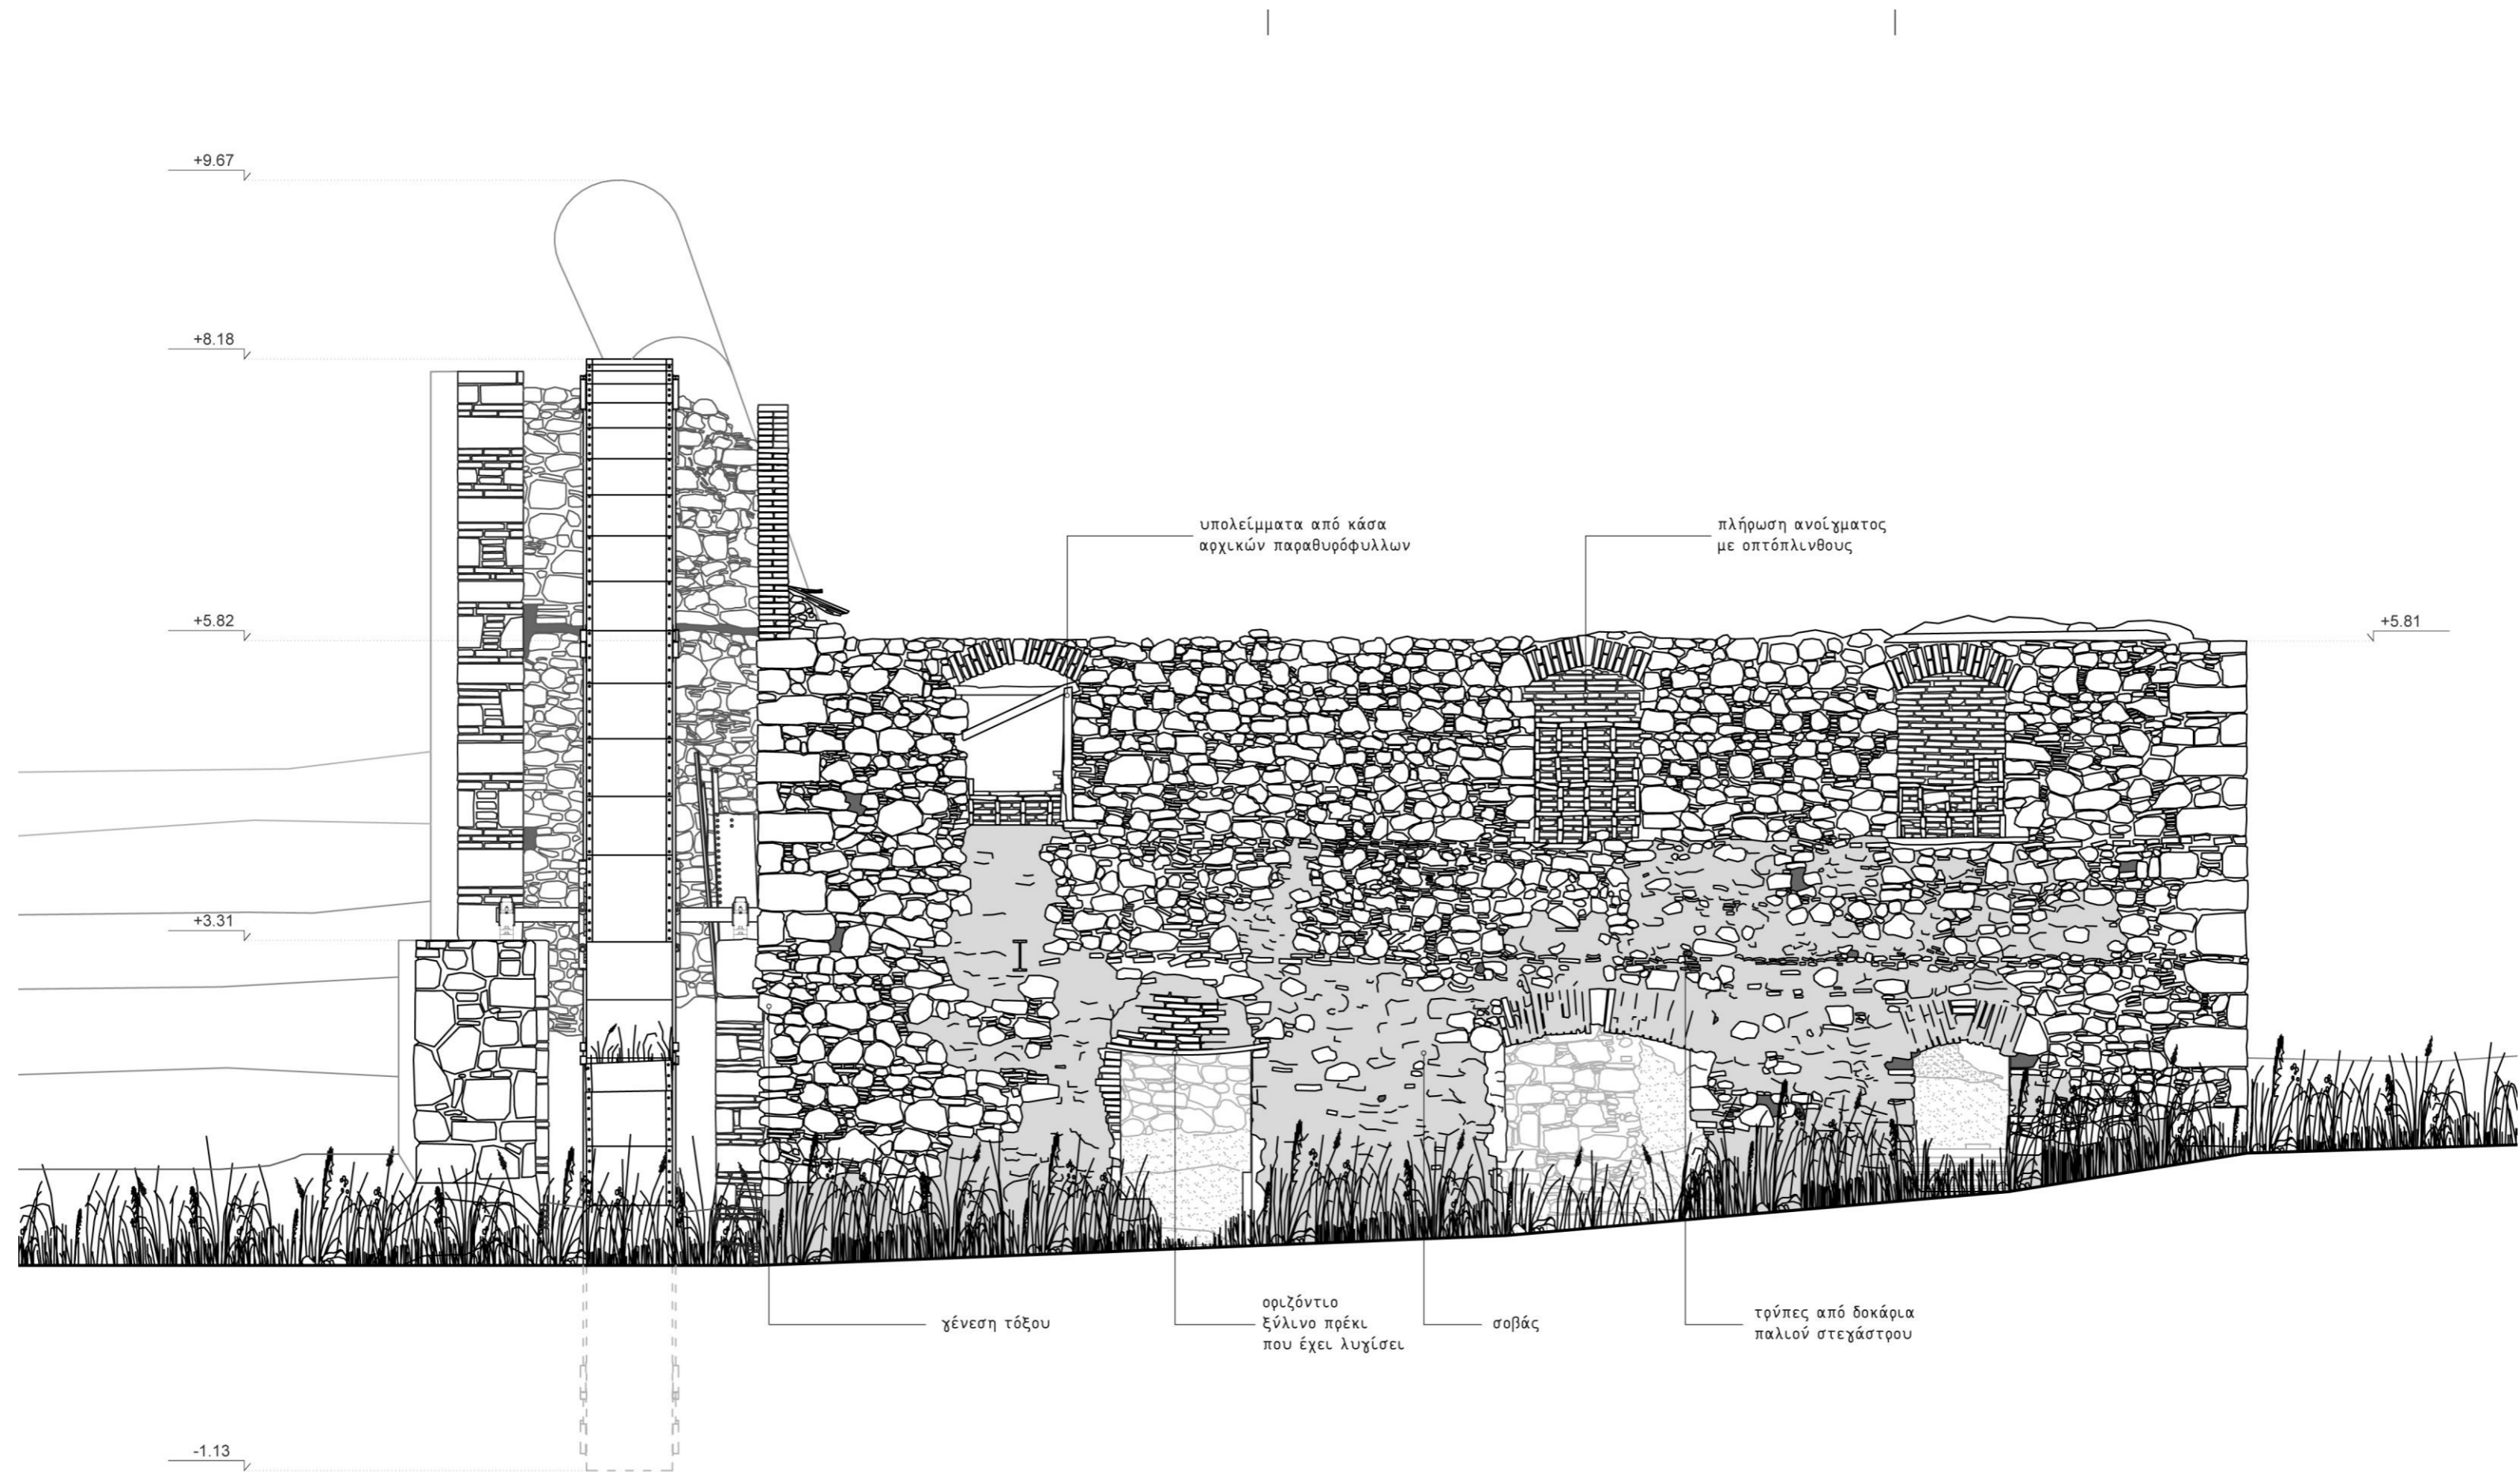 +9.67
+8.18
υπολείμματα από κάσα
αρχικών παραθυρόφυλλων
πλήρωση ανοίγματος
με οπτόπλινθους
+5.82
+5.81
+3.31
γένεση τόξου
οριζόντιο
ξύλινο πρέκι
που έχει λυγίσει
σοβάς
τρύπες από δοκάρια
παλιού στεγάστρου
-1.13